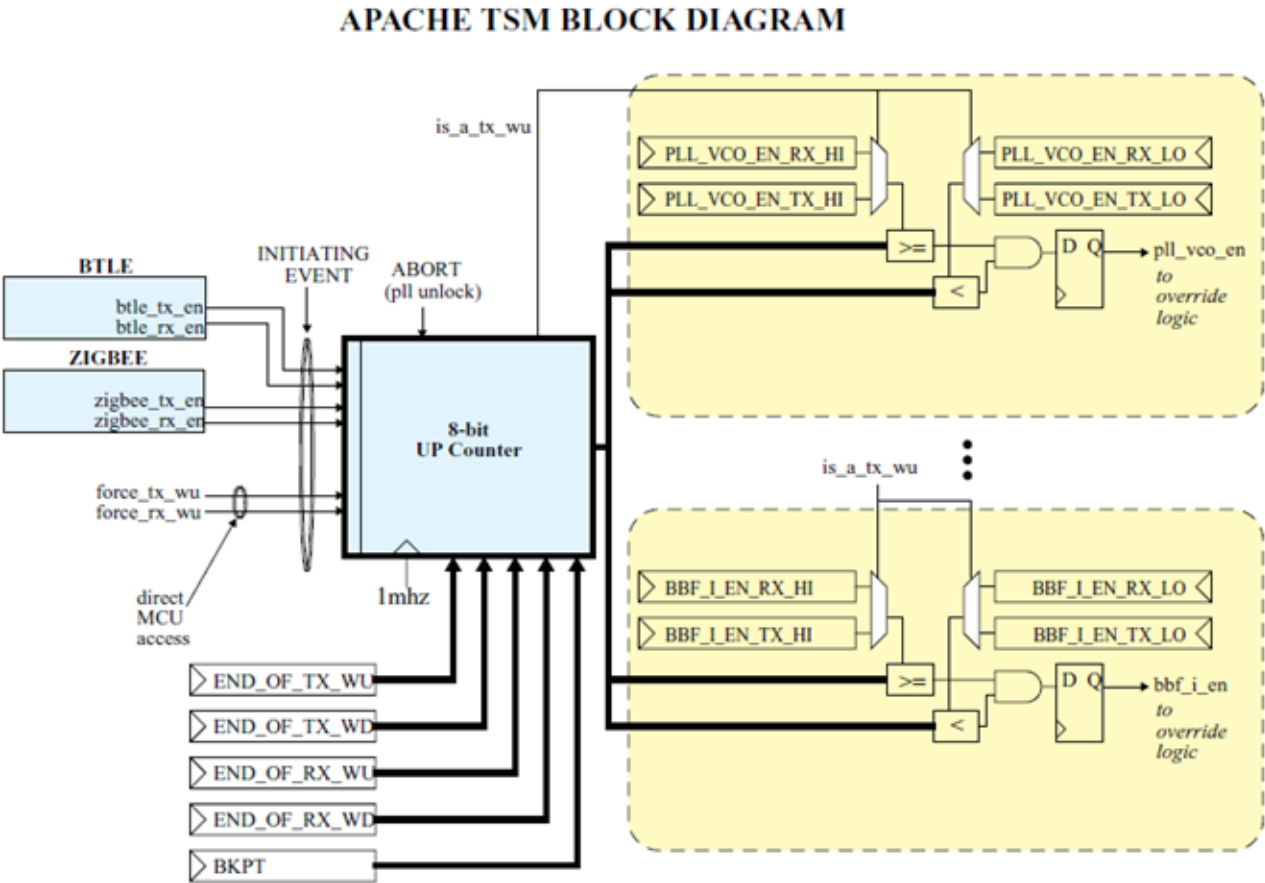 APACHE TSM BLOCK DIAGRAM
is_a_tx_wu
PLL_VCO_EN_RX_HI
PLL_VCO_EN_RX_LO
PLL_VCO_EN_TX_HI
PLL_VCO_EN_TX_LO
>=
<
D Q
pll_vco_en
to
override
logic
BTLE
btle_tx_en
btle_rx_en
ZIGBEE
zigbee_tx_en
zigbee_rx_en
INITIATING
EVENT
ABORT
(pll unlock)
8-bit
UP Counter
force_tx_wu
force_rx_wu
direct
MCU
access
1mhz
END_OF_TX_WU
END_OF_TX_WD
END_OF_RX_WU
END_OF_RX_WD
BKPT
is_a_tx_wu
BBF_I_EN_RX_HI
BBF_I_EN_RX_LO
BBF_I_EN_TX_HI
BBF_I_EN_TX_LO
>=
<
D Q
bbf_i_en
to
override
logic